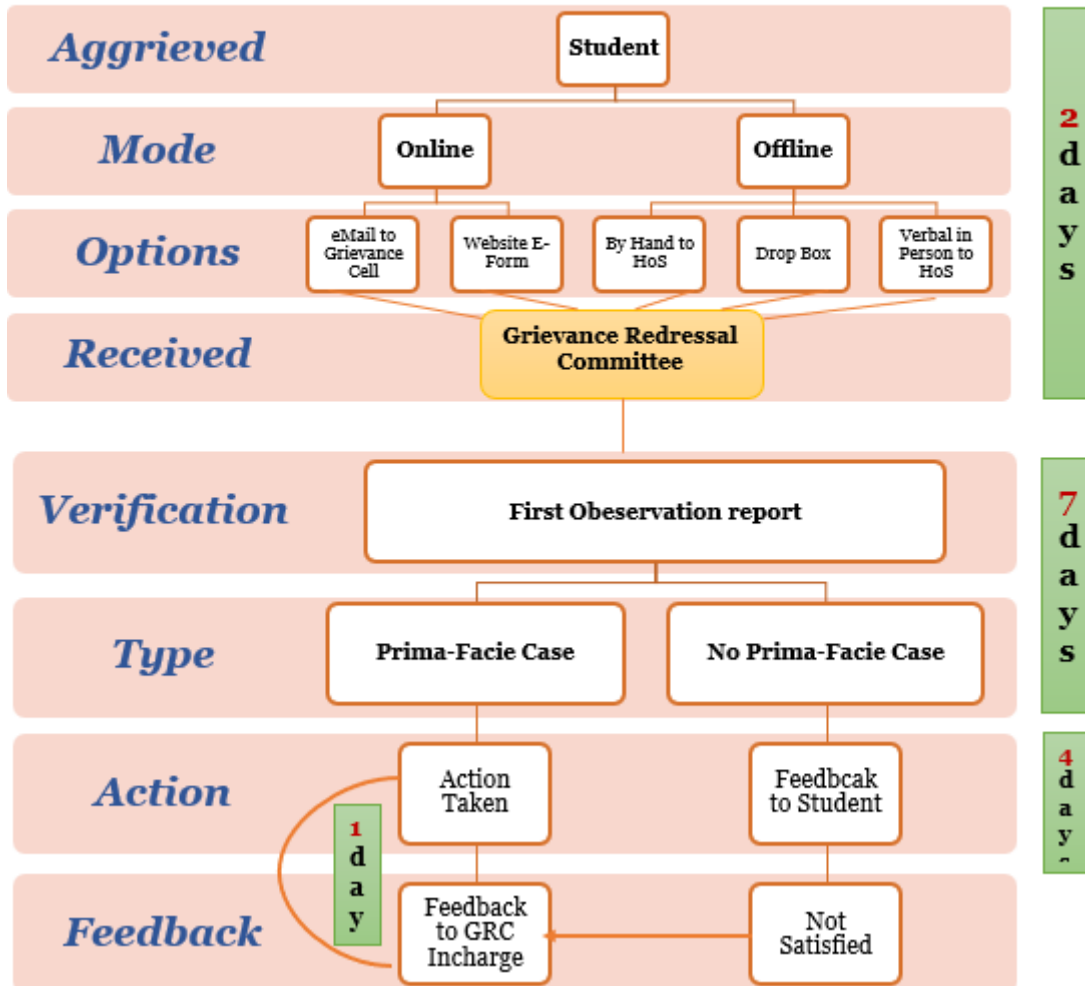 Aggrieved
Student
2
d
a
y
s
Mode
Online
Offline
Options
eMail to
Grievance
Cell
Website E-
Form
By Hand to
HoS
Drop Box
Verbal in
Person to
HoS
Received
Grievance Redressal
Committee
Verification
First Obeservation report
7
d
a
y
s
Type
Prima-Facie Case
No Prima-Facie Case
Action
Action
Taken
Feedbcak
to Student
4
d
a
y
1
d
a
y
Feedback
Feedback
to GRC
Incharge
Not
Satisfied